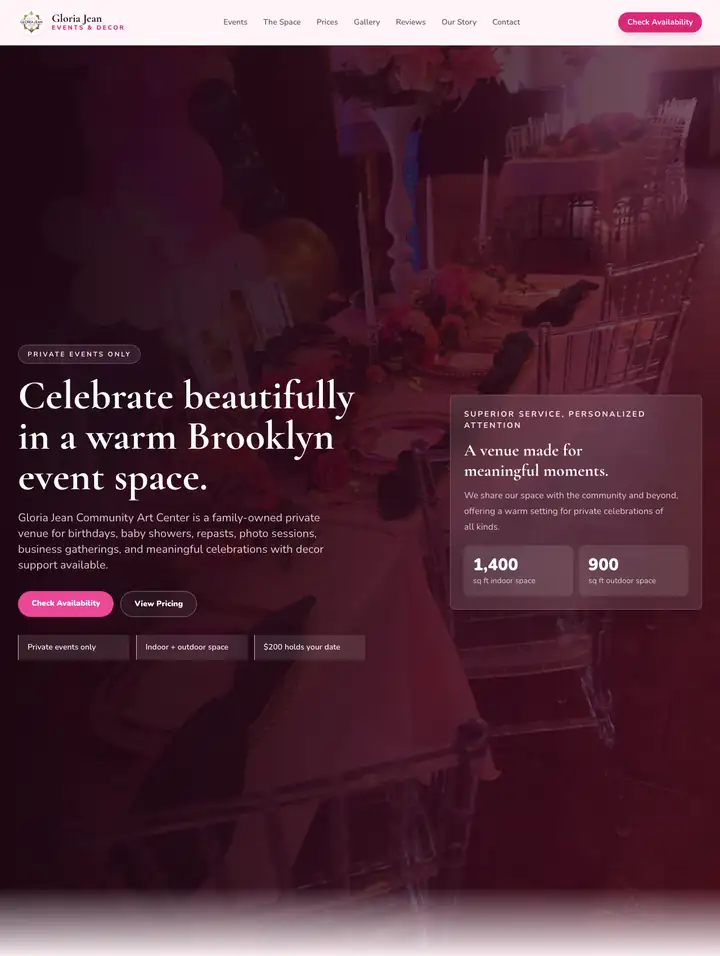 Gloria Jean
EVENTS & DECOR
Events
The Space
Prices
Gallery
Reviews
Our Story
Contact
Check Availability
PRIVATE EVENTS ONLY
Celebrate beautifully
in a warm Brooklyn
event space.
Gloria Jean Community Art Center is a family-owned private
venue for birthdays, baby showers, repasts, photo sessions,
business gatherings, and meaningful celebrations with decor
support available.
Check Availability
View Pricing
Private events only
Indoor + outdoor space
$200 holds your date
SUPERIOR SERVICE, PERSONALIZED
ATTENTION
A venue made for
meaningful moments.
We share our space with the community and beyond,
offering a warm setting for private celebrations of
all kinds.
1,400
sq ft indoor space
900
sq ft outdoor space